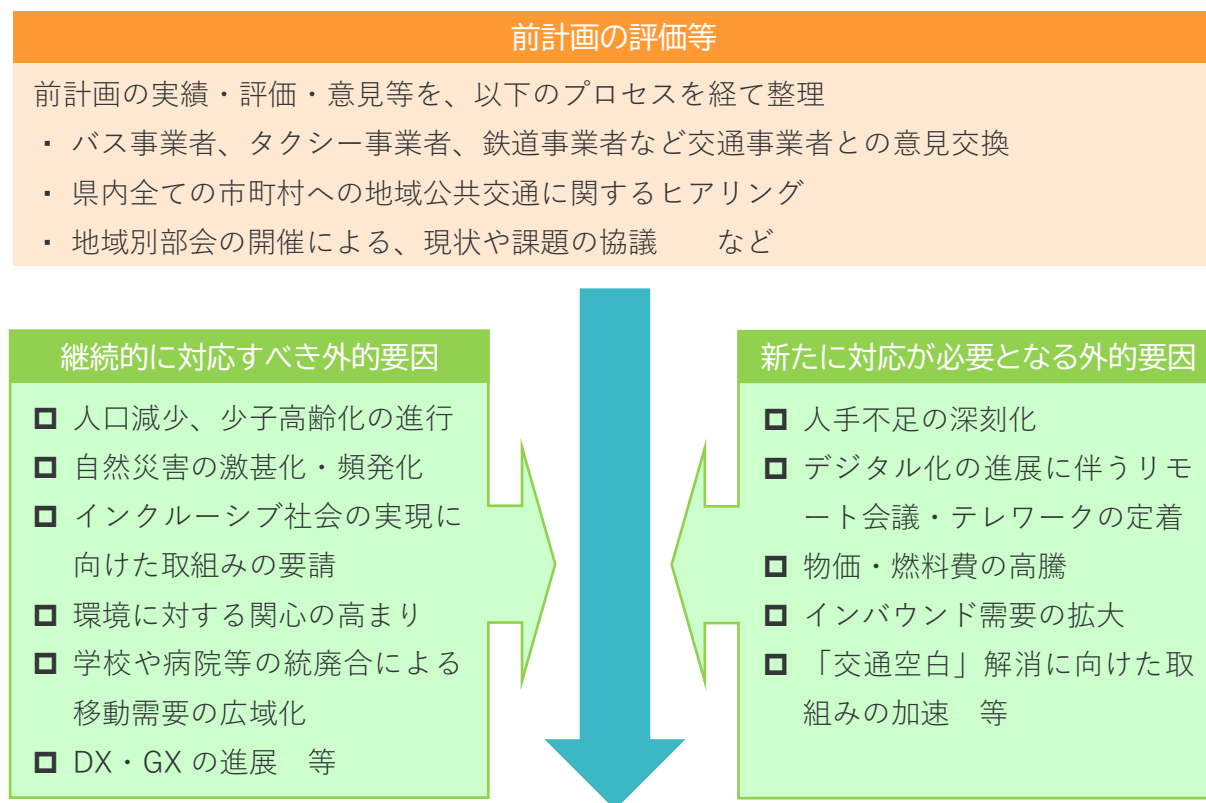 前計画の評価等
前計画の実績・評価・意見等を、以下のプロセスを経て整理
・ バス事業者、タクシー事業者、鉄道事業者など交通事業者との意見交換
・ 県内全ての市町村への地域公共交通に関するヒアリング
・ 地域別部会の開催による、現状や課題の協議　　など
継続的に対応すべき外的要因
❑ 人口減少、少子高齢化の進行
❑ 自然災害の激甚化・頻発化
❑ インクルーシブ社会の実現に
向けた取組みの要請
❑ 環境に対する関心の高まり
❑ 学校や病院等の統廃合による
移動需要の広域化
❑ DX・GX の進展　等
新たに対応が必要となる外的要因
❑ 人手不足の深刻化
❑ デジタル化の進展に伴うリモ
ート会議・テレワークの定着
❑ 物価・燃料費の高騰
❑ インバウンド需要の拡大
❑ 「交通空白」解消に向けた取
組みの加速　等